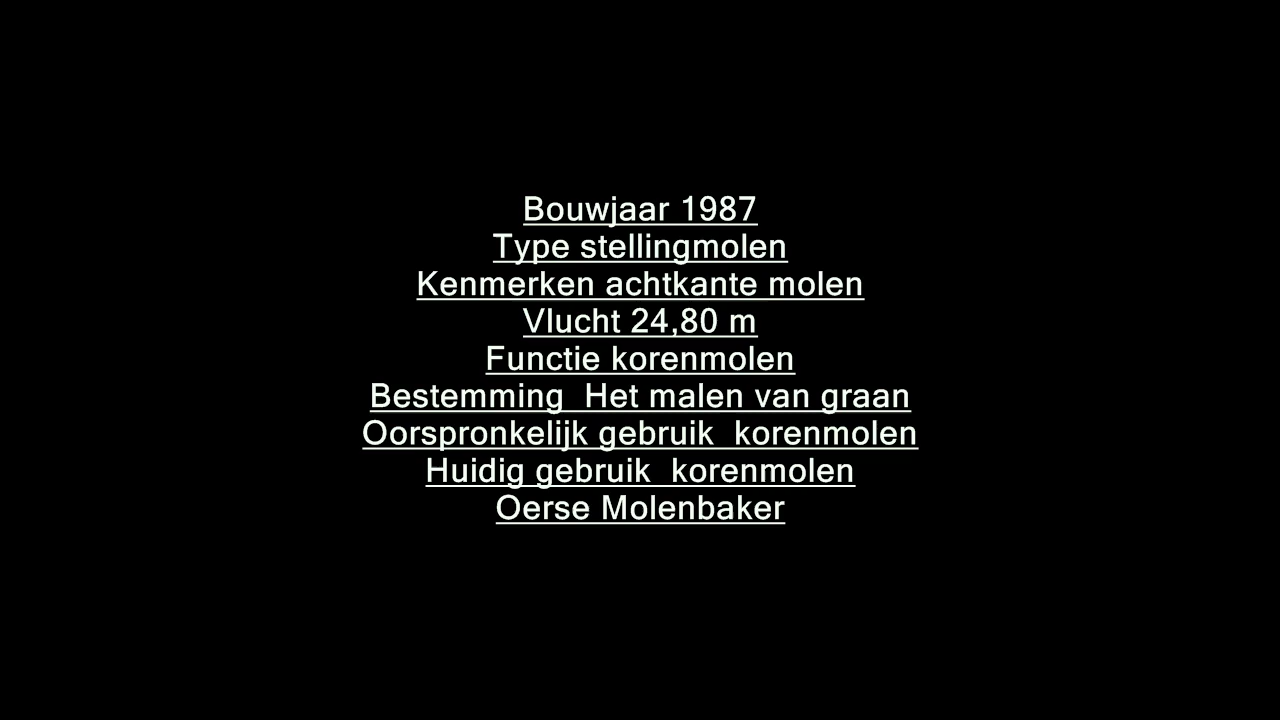 Bouwjaar 1987
Type stellingmolen
Kenmerken achtkante molen
Vlucht 24,80 m
Functie korenmolen
Bestemming  Het malen van graan
Oorspronkelijk gebruik  korenmolen
Huidig gebruik  korenmolen
Oerse Molenbaker